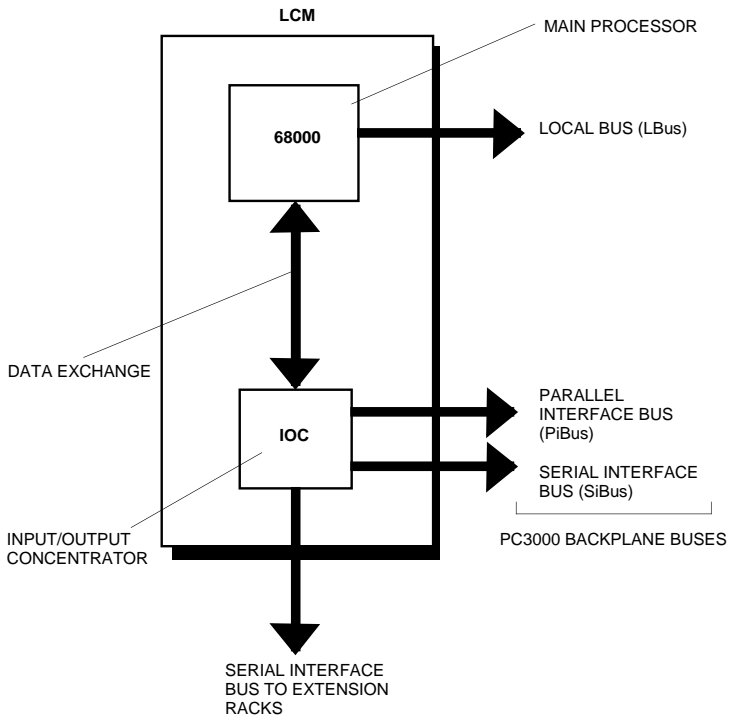 LCM
MAIN PROCESSOR
68000
LOCAL BUS (LBus)
DATA EXCHANGE
PARALLEL
INTERFACE BUS
(PiBus)
IOC
SERIAL INTERFACE
BUS (SiBus)
INPUT/OUTPUT
CONCENTRATOR
PC3000 BACKPLANE BUSES
SERIAL INTERFACE
BUS TO EXTENSION
RACKS